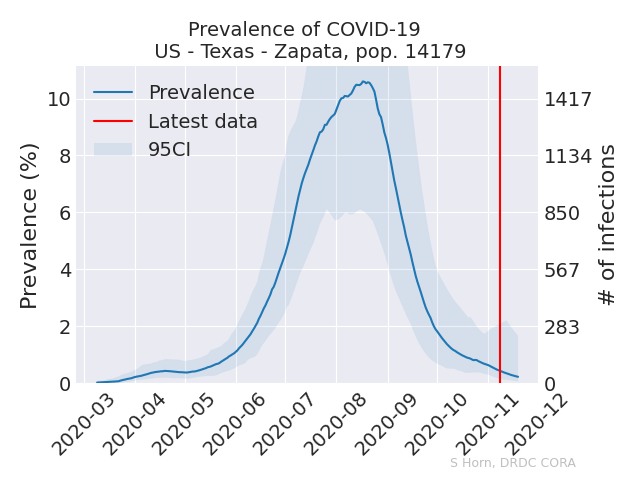 Prevalence of COVID-19
US - Texas - Zapata, pop. 14179
Prevalence
Latest data
95CI
Prevalence (%)
10
8
6
4
2
0
1417
1134
850
567
283
0
# of infections
2020-03
2020-04
2020-05
2020-06
2020-07
2020-08
2020-09
2020-10
2020-11
2020-12
S Horn, DRDC CORA